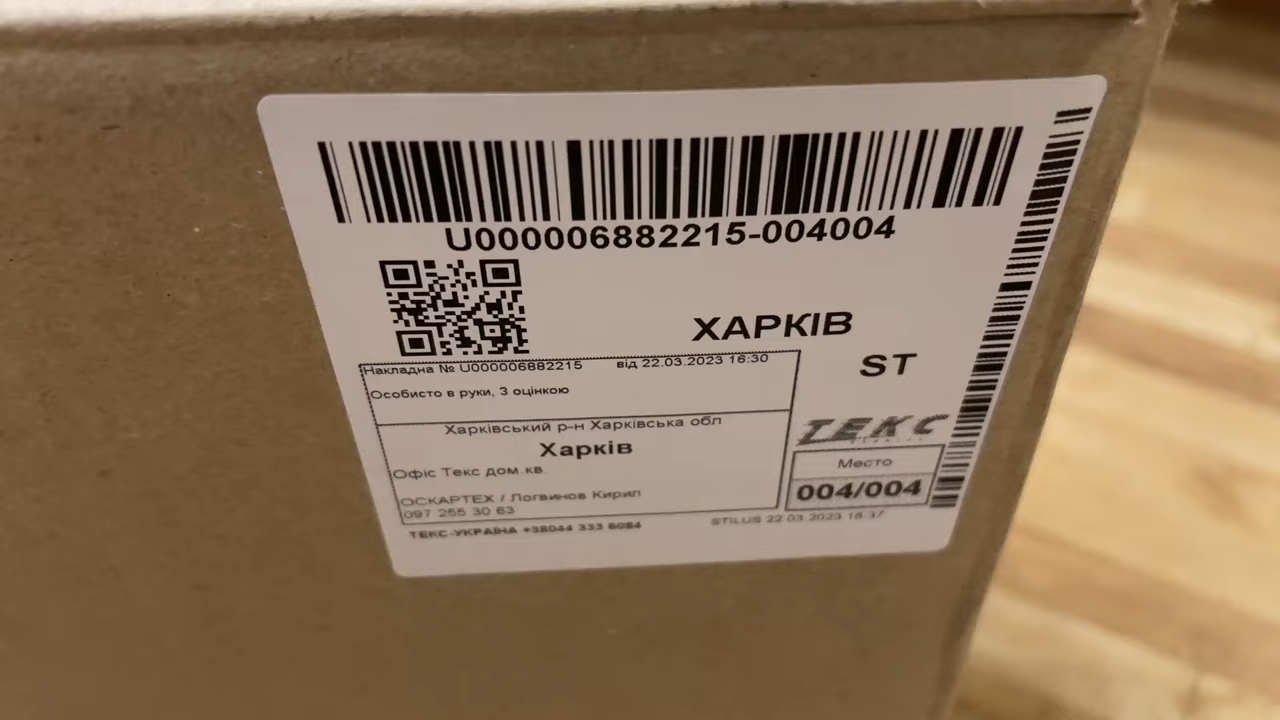 U000006882215-004004
ХАРКІВ
ST
Накладна № U000006882215 від 22.03.2023 16:30
Особисто в руки, З оцінкою
Харківський р-н Харківська обл
Харків
Офіс Текс дом.кв.
ОСКАРТЕХ / Логвинов Кирил
097 255 30 63
ТЕКС
Место
004/004
ТЕКС-УКРАЇНА +38044 333 6084
STILUS 22.03.2023 16:37